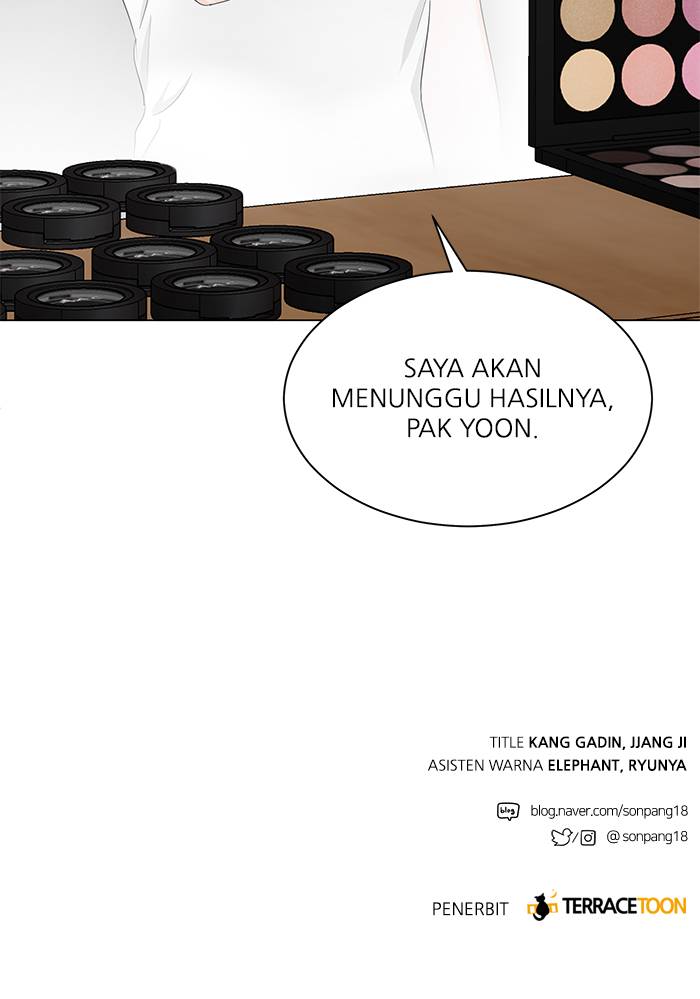 SAYA AKAN
MENUNGGU HASILNYA,
PAK YOON.
TITLE KANG GADIN, JJANG JI
ASISTEN WARNA ELEPHANT, RYUNYA
blog blog.naver.com/sonpang18
/ @sonpang18
PENERBIT TERRACETOON